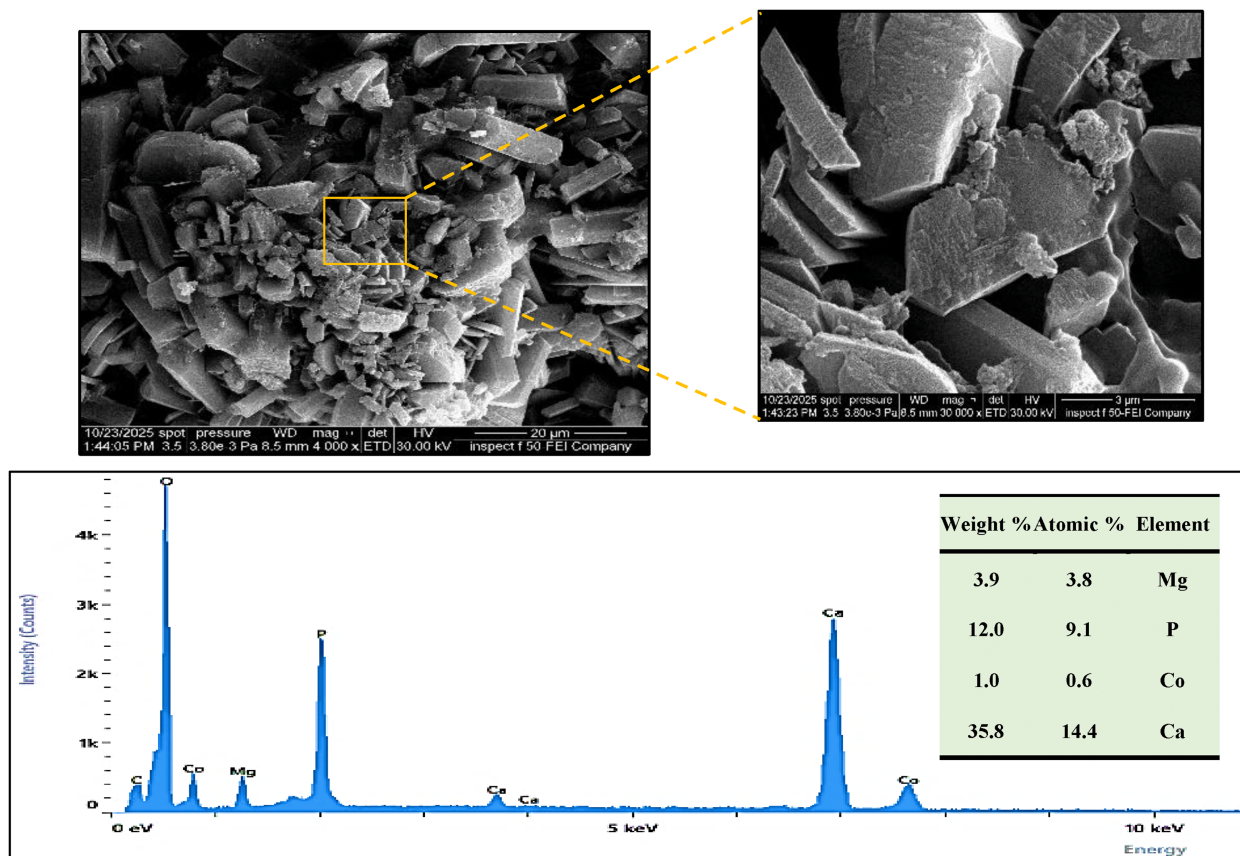 10/23/2025 spot pressure WD mag det HV 20 µm
1:44:05 PM 3.5 3.80e-3 Pa 8.5 mm 4 000 x ETD 30.00 kV inspect f 50-FEI Company
10/23/2025 spot pressure WD mag det HV 3 µm
1:43:23 PM 3.5 3.80e-3 Pa 8.5 mm 30 000 x ETD 30.00 kV inspect f 50-FEI Company
Intensity (Counts)
4k
3k
2k
1k
0
O
C
Co
Mg
P
Ca
Ca
Ca
Co
0 eV 5 keV 10 keV
Energy
Weight % Atomic % Element
3.9 3.8 Mg
12.0 9.1 P
1.0 0.6 Co
35.8 14.4 Ca